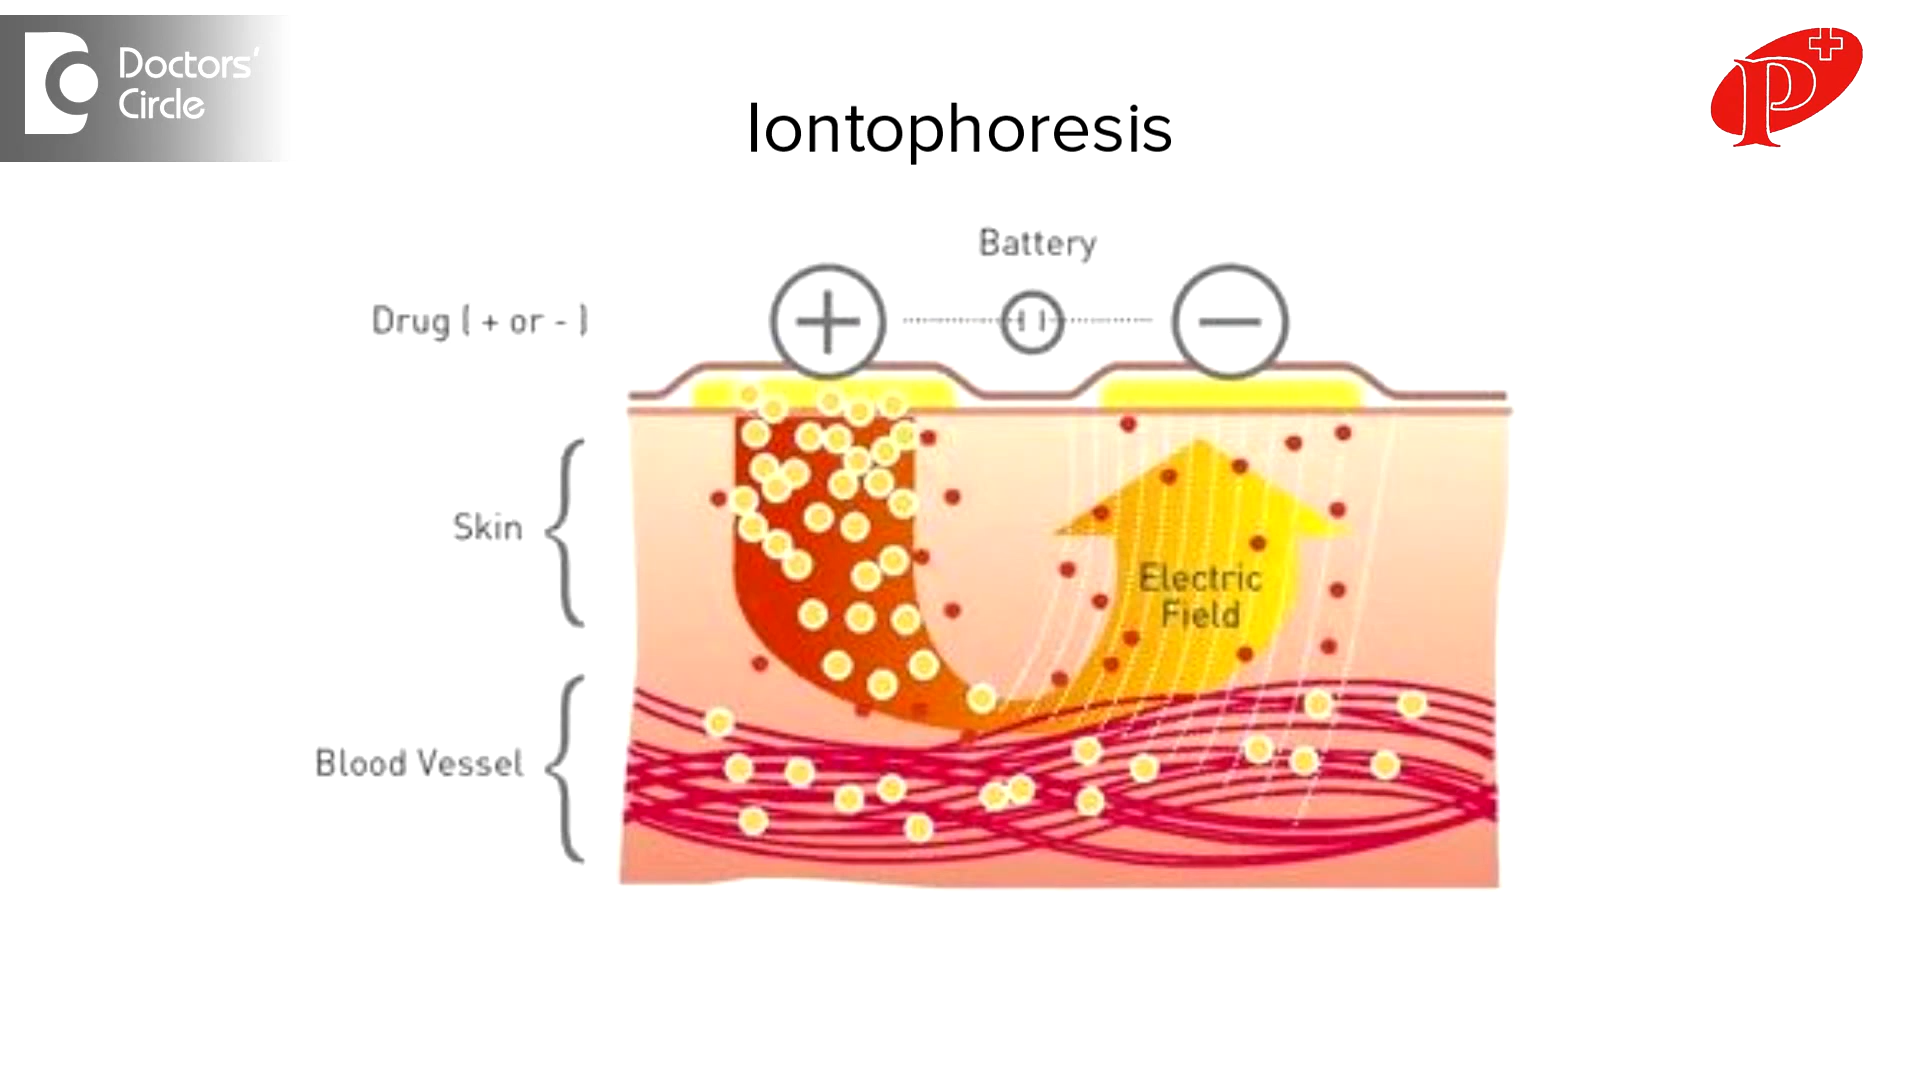 Doctors'
Circle
P
Iontophoresis
Battery
Drug ( + or - )
Skin
Electric
Field
Blood Vessel